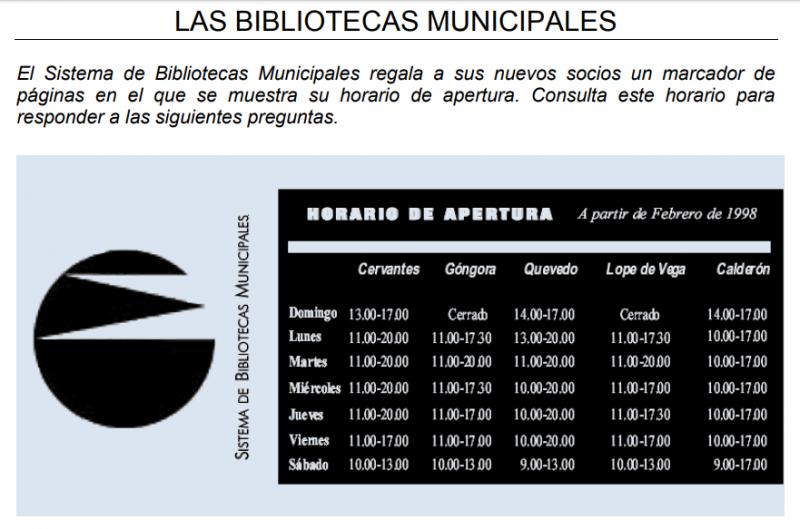 LAS BIBLIOTECAS MUNICIPALES
El Sistema de Bibliotecas Municipales regala a sus nuevos socios un marcador de
páginas en el que se muestra su horario de apertura. Consulta este horario para
responder a las siguientes preguntas.
SISTEMA DE BIBLIOTECAS MUNICIPALES
HORARIO DE APERTURA A partir de Febrero de 1998
Cervantes Góngora Quevedo Lope de Vega Calderón
Domingo 13.00-17.00 Cerrado 14.00-17.00 Cerrado 14.00-17.00
Lunes 11.00-20.00 11.00-17.30 13.00-20.00 11.00-17.30 10.00-17.00
Martes 11.00-20.00 11.00-20.00 11.00-20.00 11.00-20.00 10.00-17.00
Miércoles 11.00-20.00 11.00-17.30 10.00-20.00 11.00-17.00 10.00-17.00
Jueves 11.00-20.00 11.00-17.00 10.00-20.00 11.00-17.30 10.00-17.00
Viernes 11.00-17.00 11.00-17.00 10.00-20.00 11.00-17.00 10.00-17.00
Sábado 10.00-13.00 10.00-13.00 9.00-13.00 10.00-13.00 9.00-17.00